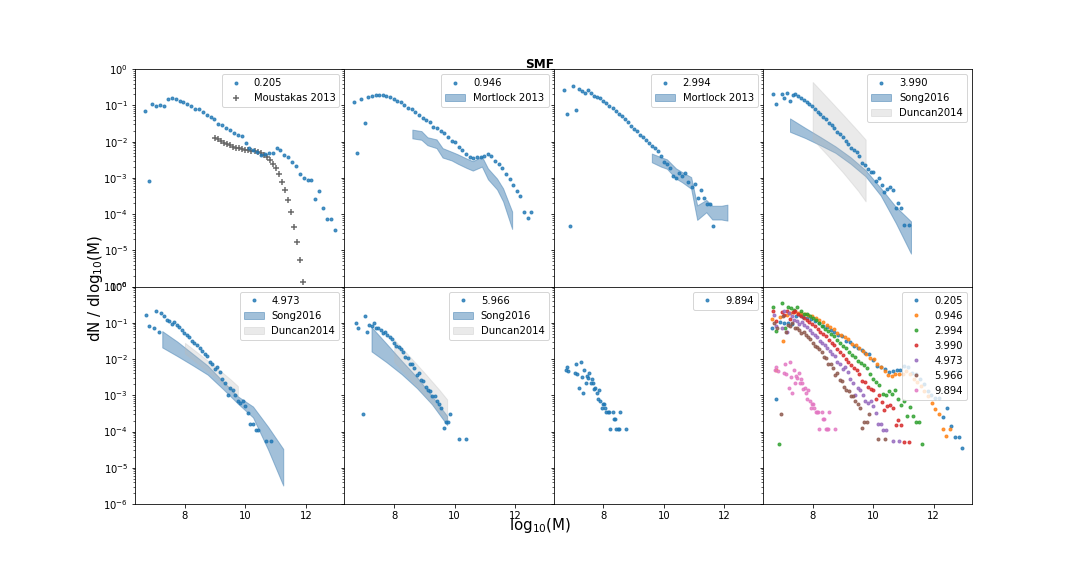 SMF
10^0
10^-1
10^-2
10^-3
10^-4
10^-5
10^-6
0.205
Moustakas 2013
0.946
Mortlock 2013
2.994
Mortlock 2013
3.990
Song2016
Duncan2014
dN / dlog10(M)
10^0
10^-1
10^-2
10^-3
10^-4
10^-5
10^-6
4.973
Song2016
Duncan2014
5.966
Song2016
Duncan2014
9.894
0.205
0.946
2.994
3.990
4.973
5.966
9.894
8 10 12
8 10 12
8 10 12
8 10 12
log10(M)